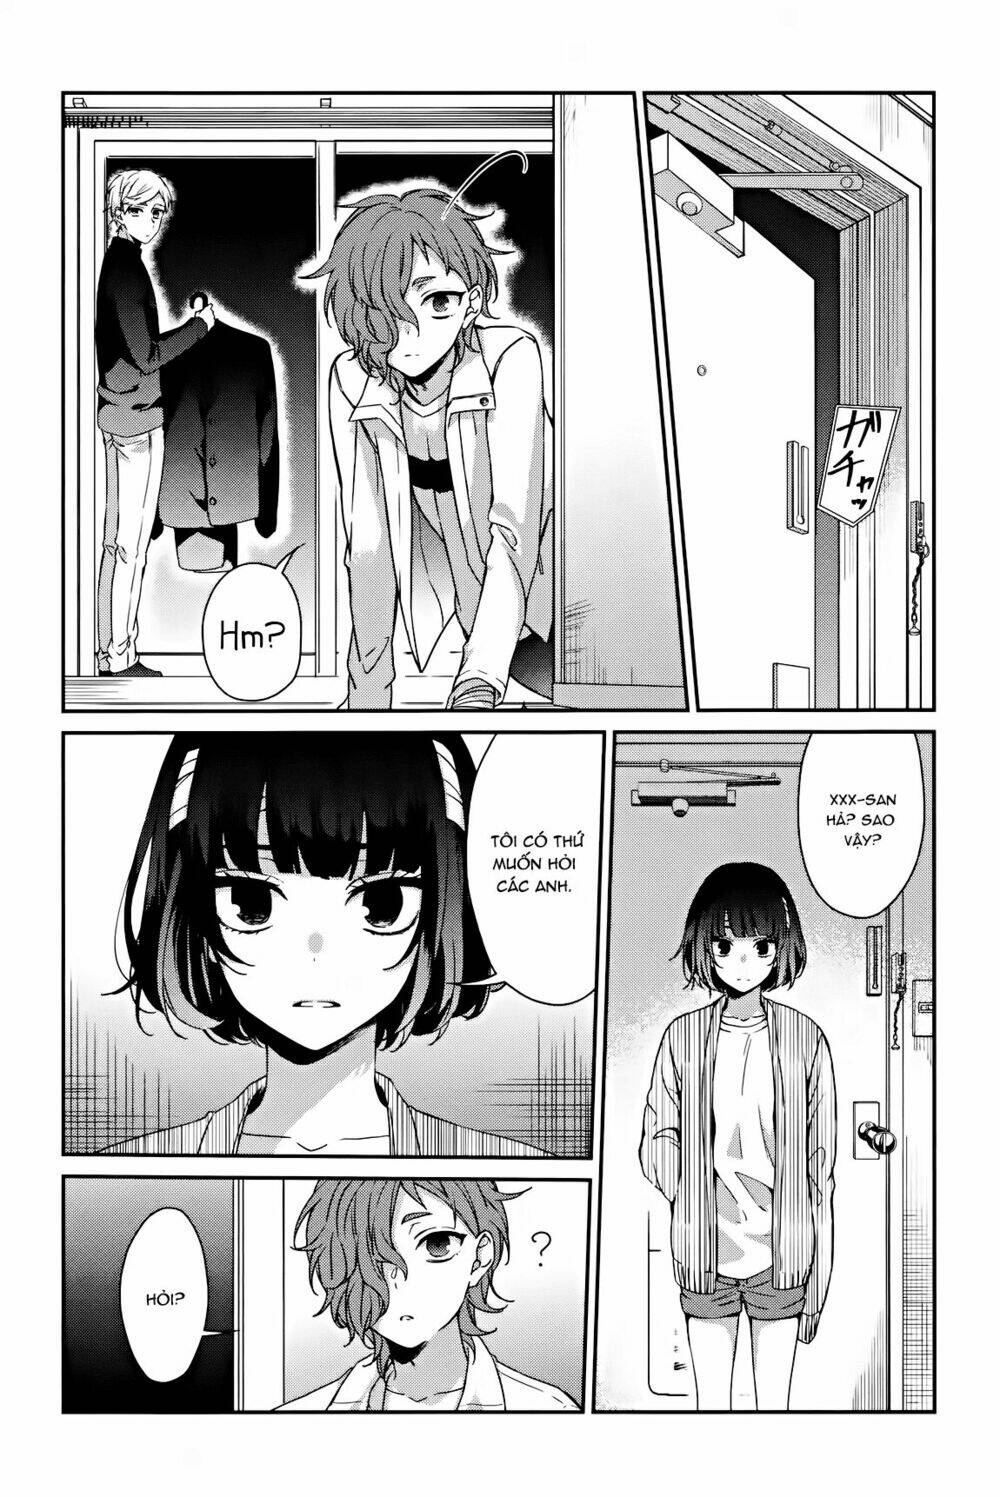 ガチャッ
Hm?
XXX-SAN
HẢ? SAO
VẬY?
TÔI CÓ THỨ
MUỐN HỎI
CÁC ANH.
?
HỎI?